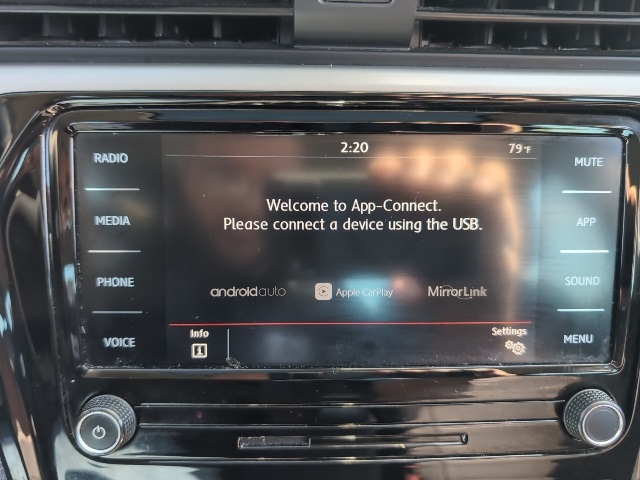 RADIO
MEDIA
PHONE
VOICE
2:20
79°F
Welcome to App-Connect.
Please connect a device using the USB.
androidauto
Apple CarPlay
MirrorLink
Info
Settings
MUTE
APP
SOUND
MENU